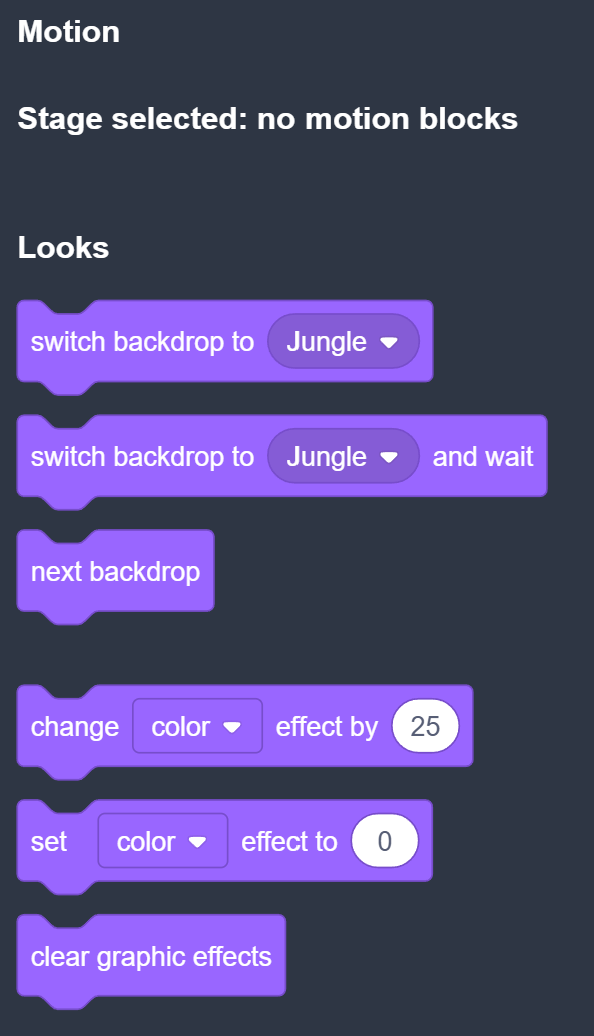 Motion
Stage selected: no motion blocks
Looks
switch backdrop to Jungle
switch backdrop to Jungle and wait
next backdrop
change color effect by 25
set color effect to 0
clear graphic effects